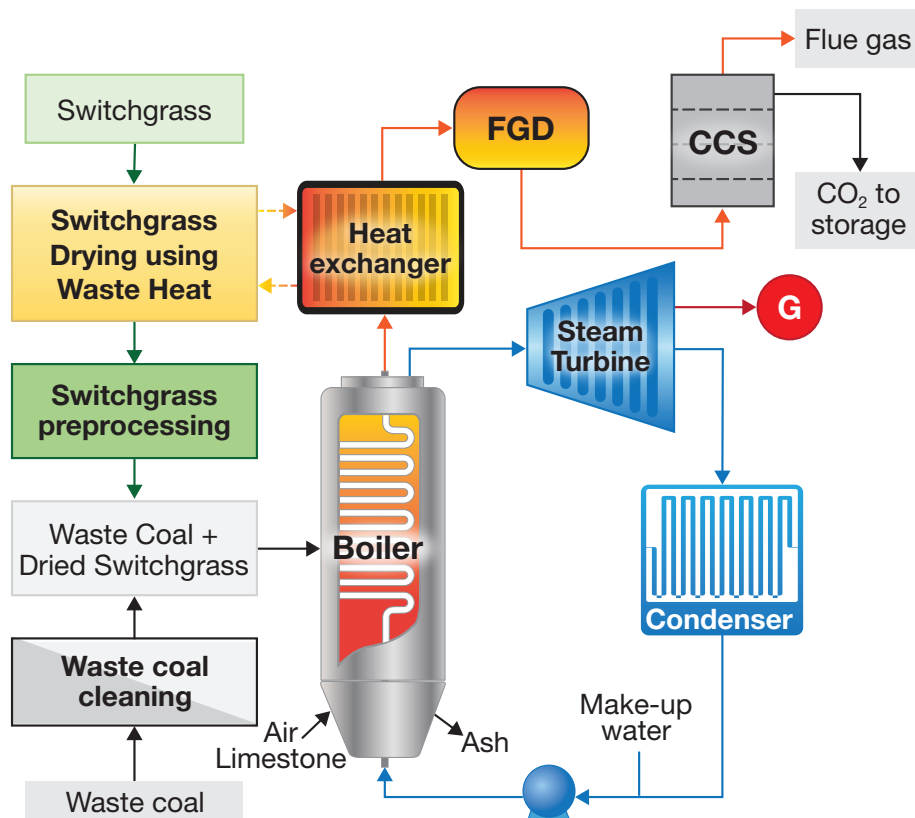 Switchgrass
Switchgrass
Drying using
Waste Heat
Switchgrass
preprocessing
Waste Coal +
Dried Switchgrass
Waste coal
cleaning
Waste coal
Heat
exchanger
FGD
CCS
Flue gas
CO₂ to
storage
Steam
Turbine
G
Boiler
Condenser
Air
Limestone
Ash
Make-up
water